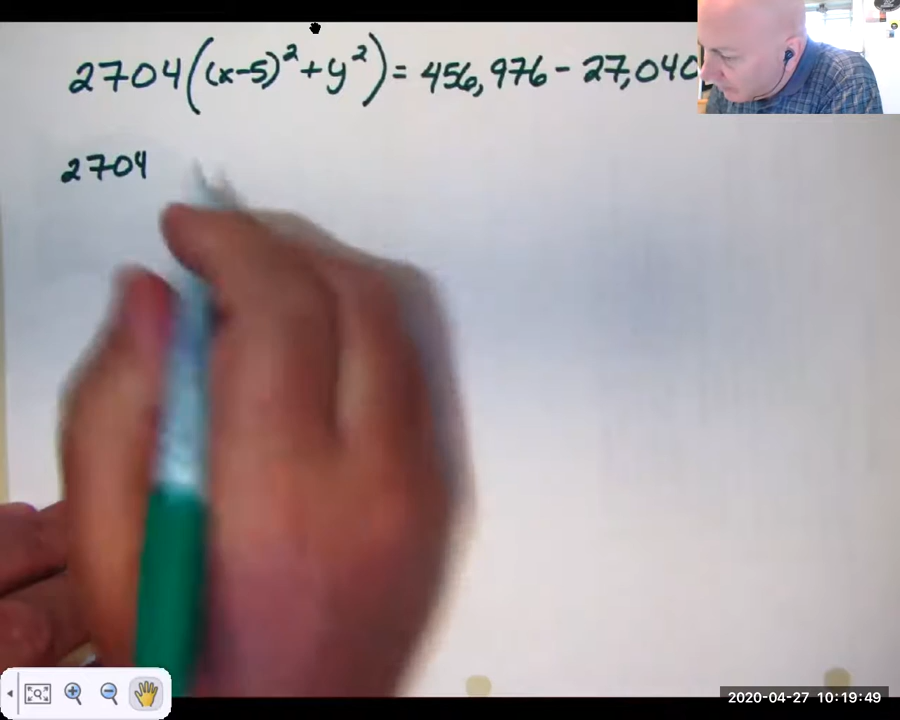 2704((x-5)²+y²) = 456,976 - 27,040
2704
2020-04-27 10:19:49